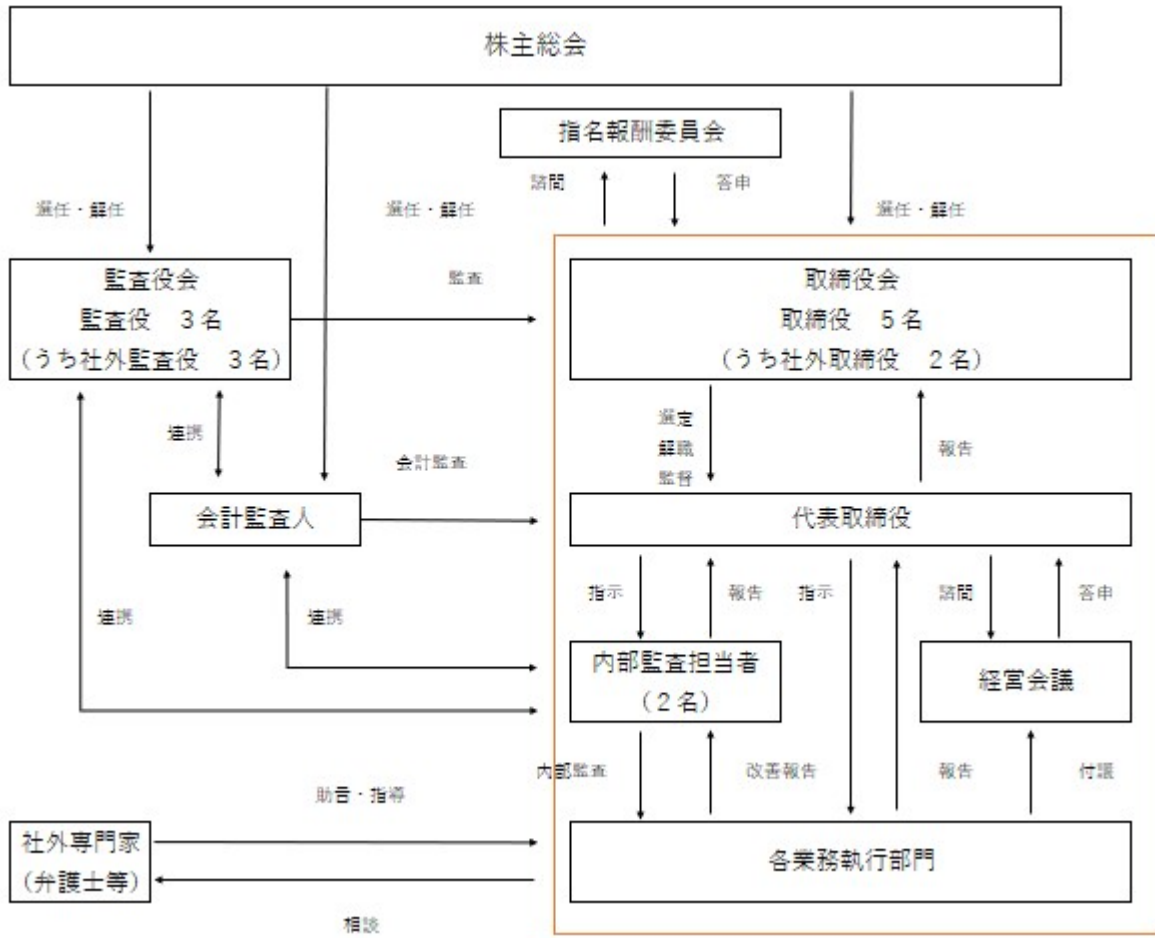 株主総会
指名報酬委員会
諮問
答申
選任・解任
選任・解任
選任・解任
監査役会
監査役　３名
（うち社外監査役　３名）
監査
取締役会
取締役　５名
（うち社外取締役　２名）
連携
選定
解職
監督
報告
会計監査
会計監査人
代表取締役
連携
連携
指示
報告
指示
諮問
答申
内部監査担当者
（２名）
経営会議
内部監査
改善報告
報告
付議
助言・指導
社外専門家
（弁護士等）
各業務執行部門
相談